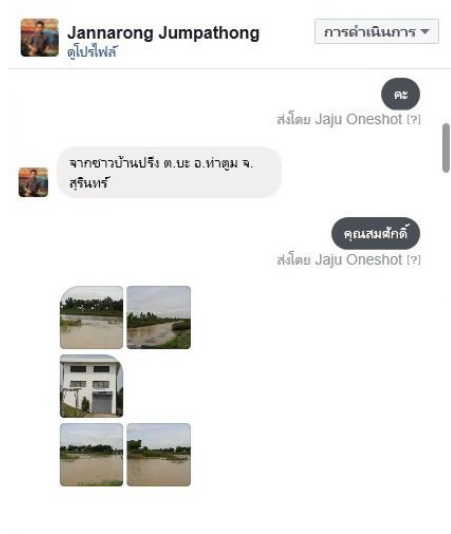 Jannarong Jumpathong
ดูโปรไฟล์
การดำเนินการ
คะ
ส่งโดย Jaju Oneshot [?]
จากชาวบ้านปรีง ต.บะ อ.ท่าตูม จ.
สุรินทร์
คุณสมศักดิ์
ส่งโดย Jaju Oneshot [?]